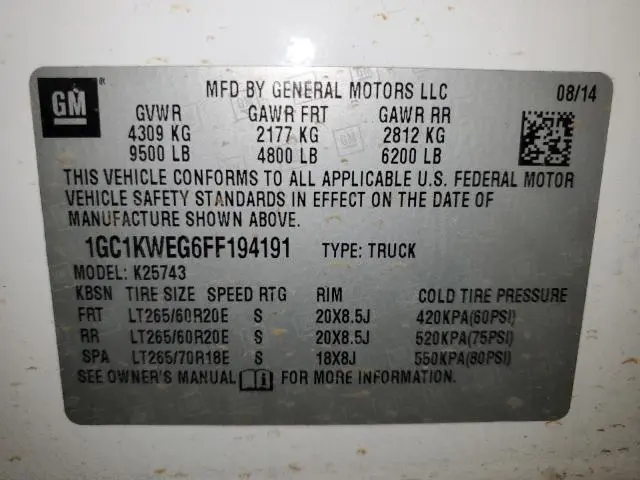 GM
MFD BY GENERAL MOTORS LLC 08/14
GVWR GAWR FRT GAWR RR
4309 KG 2177 KG 2812 KG
9500 LB 4800 LB 6200 LB
THIS VEHICLE CONFORMS TO ALL APPLICABLE U.S. FEDERAL MOTOR
VEHICLE SAFETY STANDARDS IN EFFECT ON THE DATE OF
MANUFACTURE SHOWN ABOVE.
1GC1KWEG6FF194191 TYPE: TRUCK
MODEL: K25743
KBSN TIRE SIZE SPEED RTG RIM COLD TIRE PRESSURE
FRT LT265/60R20E S 20X8.5J 420KPA(60PSI)
RR LT265/60R20E S 20X8.5J 520KPA(75PSI)
SPA LT265/70R18E S 18X8J 550KPA(80PSI)
SEE OWNER'S MANUAL FOR MORE INFORMATION.